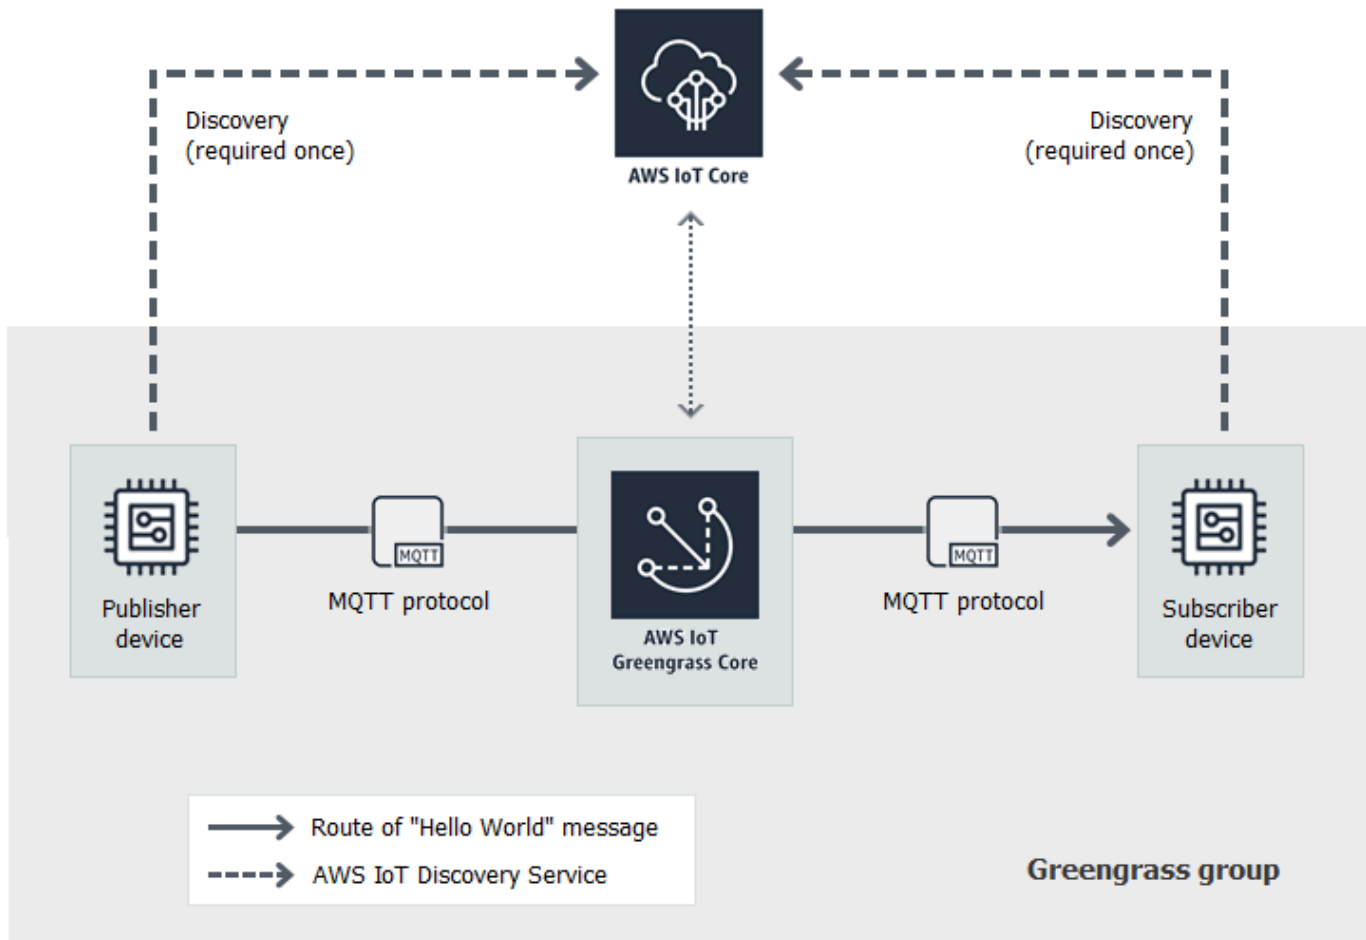 Discovery
(required once)
AWS IoT Core
Discovery
(required once)
Publisher
device
MQTT
MQTT protocol
AWS IoT
Greengrass Core
MQTT
MQTT protocol
Subscriber
device
Route of "Hello World" message
AWS IoT Discovery Service
Greengrass group